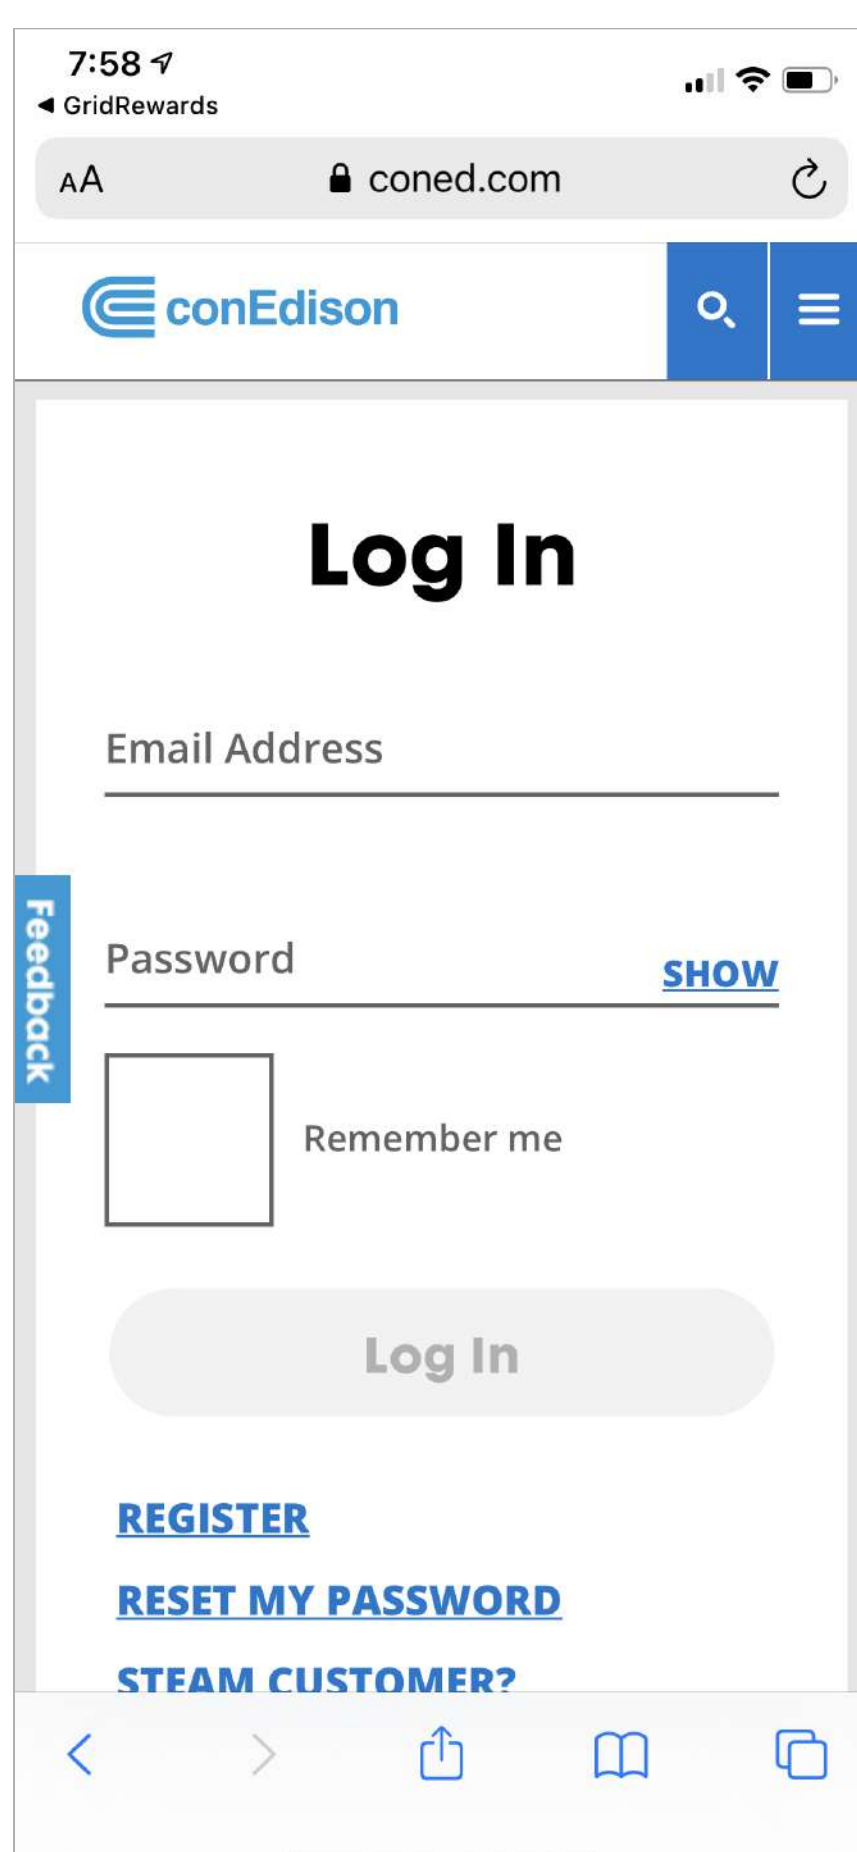 7:58
GridRewards
AA coned.com
conEdison
Log In
Email Address
Feedback
Password SHOW
Remember me
Log In
REGISTER
RESET MY PASSWORD
STEAM CUSTOMER?